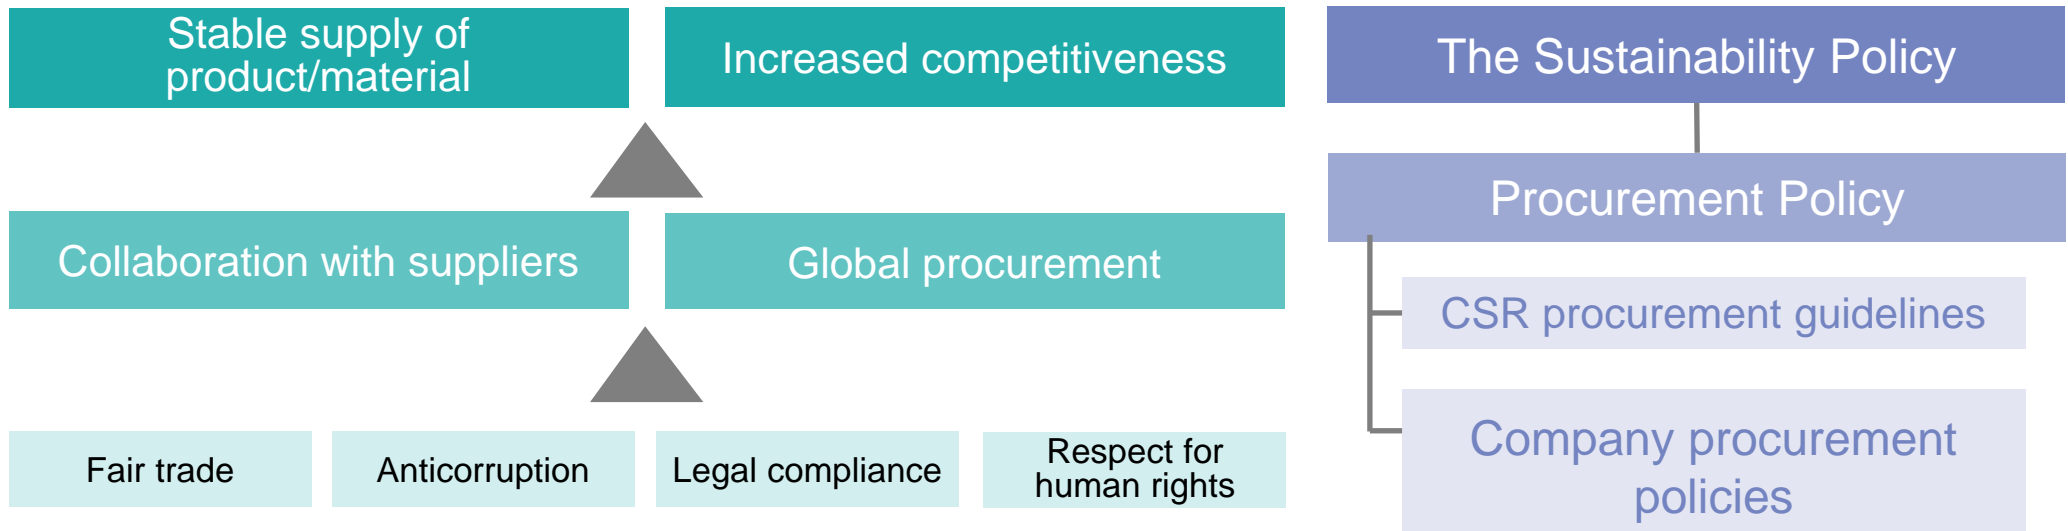 Stable supply of
product/material
Increased competitiveness
Collaboration with suppliers
Global procurement
Fair trade
Anticorruption
Legal compliance
Respect for
human rights
The Sustainability Policy
Procurement Policy
CSR procurement guidelines
Company procurement
policies